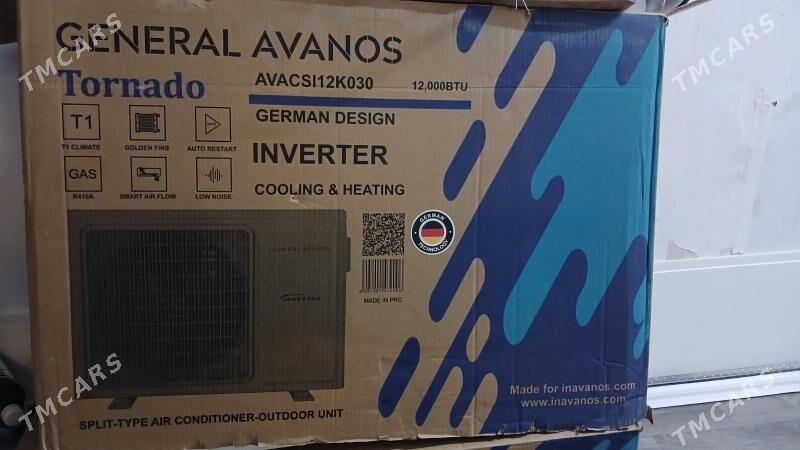 GENERAL AVANOS
Tornado
AVACSI12K030
12,000BTU
GERMAN DESIGN
INVERTER
COOLING & HEATING
T1
T1 CLIMATE
GOLDEN FINS
AUTO RESTART
GAS
R410A
SMART AIR FLOW
LOW NOISE
GENERAL AVANOS
INVERTER
GERMAN
TECHNOLOGY
MADE IN PRC
SPLIT-TYPE AIR CONDITIONER-OUTDOOR UNIT
Made for inavanos.com
www.inavanos.com
TMCARS
TMCARS
TMCARS
TMCARS
TMCARS
TMCARS